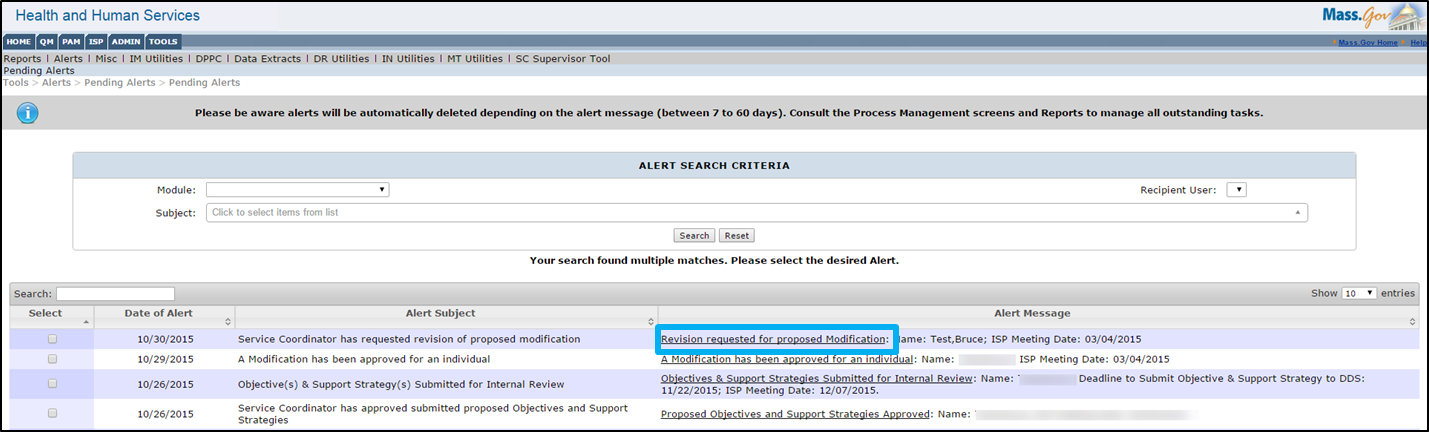 Health and Human Services
Mass.Gov
HOME QM PAM ISP ADMIN TOOLS
Mass.Gov Home Help
Reports | Alerts | Misc | IM Utilities | DPPC | Data Extracts | DR Utilities | IN Utilities | MT Utilities | SC Supervisor Tool
Pending Alerts
Tools > Alerts > Pending Alerts > Pending Alerts
Please be aware alerts will be automatically deleted depending on the alert message (between 7 to 60 days). Consult the Process Management screens and Reports to manage all outstanding tasks.
ALERT SEARCH CRITERIA
Module: Recipient User:
Subject: Click to select items from list
Search Reset
Your search found multiple matches. Please select the desired Alert.
Search: Show 10 entries
Select Date of Alert Alert Subject Alert Message
10/30/2015 Service Coordinator has requested revision of proposed modification Revision requested for proposed Modification: Name: Test,Bruce; ISP Meeting Date: 03/04/2015
10/29/2015 A Modification has been approved for an individual A Modification has been approved for an individual: Name: ISP Meeting Date: 03/04/2015
10/26/2015 Objective(s) & Support Strategy(s) Submitted for Internal Review Objectives & Support Strategies Submitted for Internal Review: Name: Deadline to Submit Objective & Support Strategy to DDS:
11/22/2015; ISP Meeting Date: 12/07/2015.
10/26/2015 Service Coordinator has approved submitted proposed Objectives and Support
Strategies Proposed Objectives and Support Strategies Approved: Name: